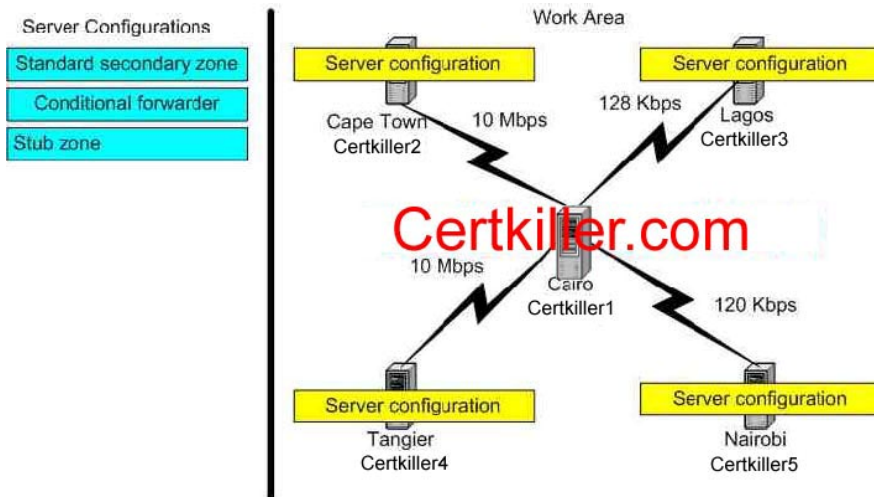 Server Configurations
Standard secondary zone
Conditional forwarder
Stub zone
Work Area
Server configuration
Cape Town
Certkiller2
10 Mbps
128 Kbps
Server configuration
Lagos
Certkiller3
Certkiller.com
Cairo
Certkiller1
10 Mbps
120 Kbps
Server configuration
Tangier
Certkiller4
Server configuration
Nairobi
Certkiller5